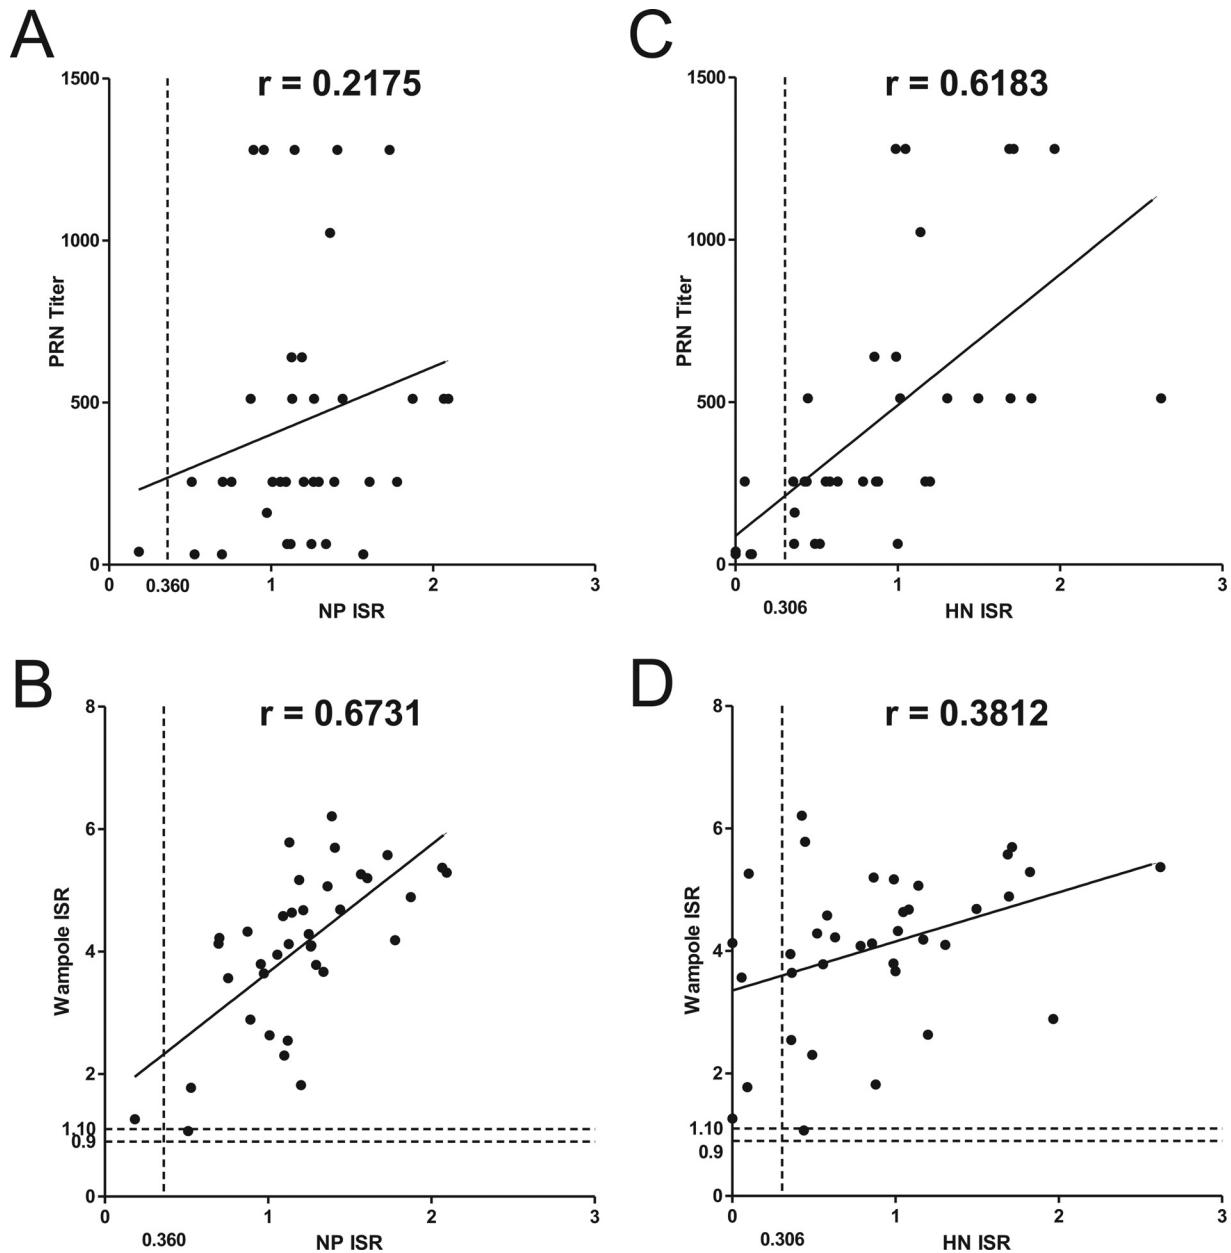 A
r = 0.2175
1500
1000
500
0
PRN Titer
0 1 2 3
0.360
NP ISR
C
r = 0.6183
1500
1000
500
0
PRN Titer
0 1 2 3
0.306
HN ISR
B
r = 0.6731
8
6
4
2
1.10
0.9
0
Wampole ISR
0 1 2 3
0.360
NP ISR
D
r = 0.3812
8
6
4
2
1.10
0.9
0
Wampole ISR
0 1 2 3
0.306
HN ISR